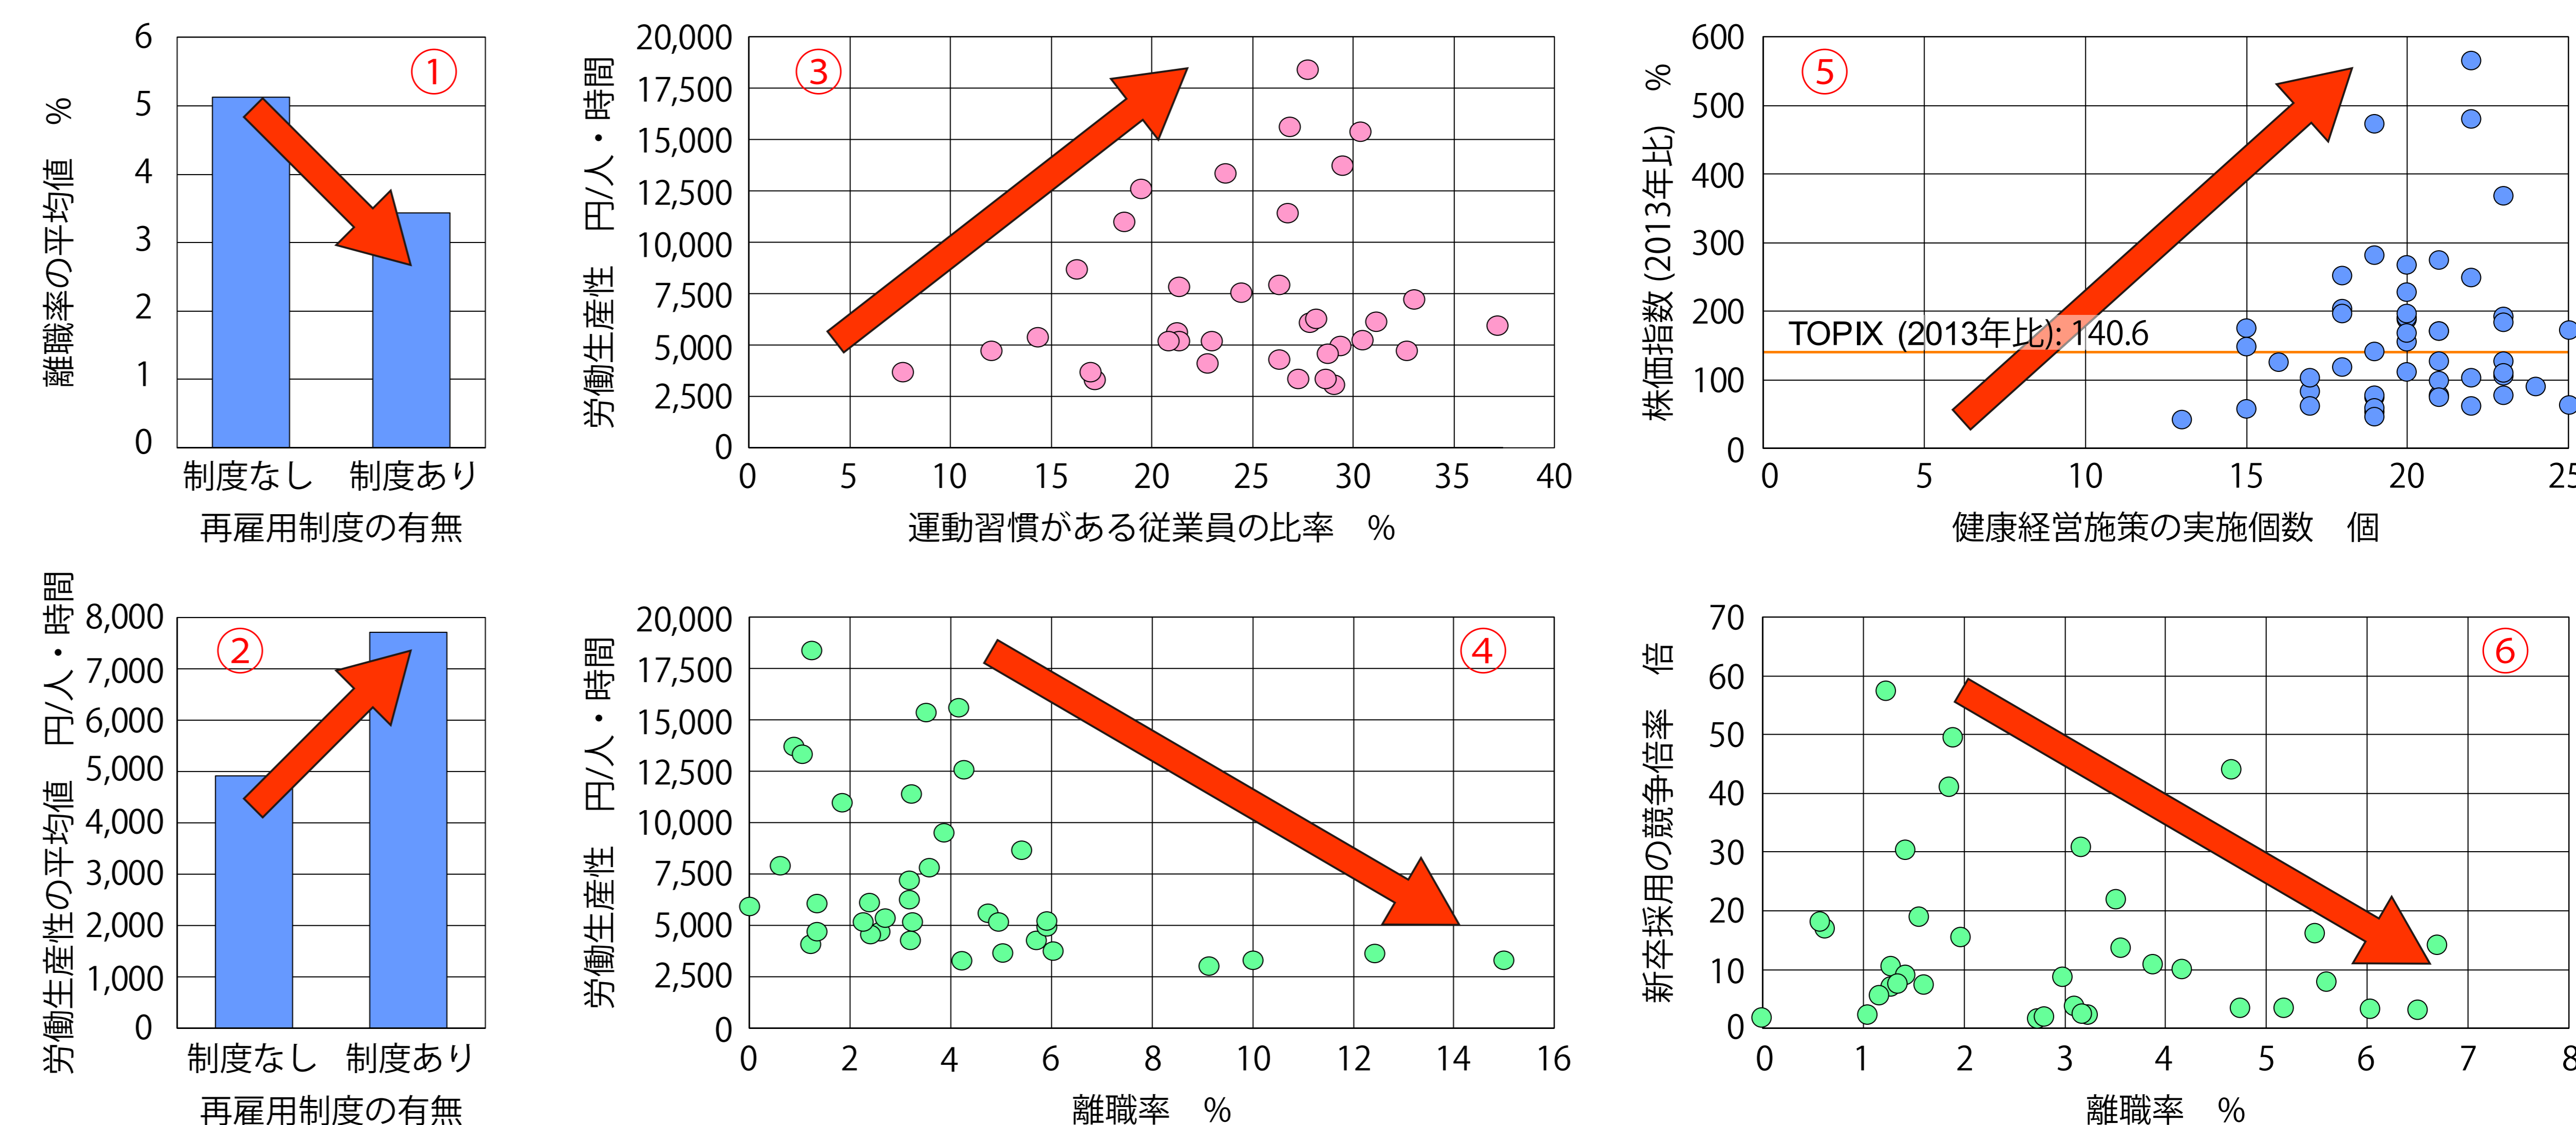 離職率の平均値　%
6
5
4
3
2
1
0
①
制度なし　制度あり
再雇用制度の有無
労働生産性　円/人・時間
20,000
17,500
15,000
12,500
10,000
7,500
5,000
2,500
0
③
0 5 10 15 20 25 30 35 40
運動習慣がある従業員の比率　%
株価指数 (2013年比)　%
600
500
400
300
200
100
0
⑤
TOPIX (2013年比): 140.6
0 5 10 15 20 25
健康経営施策の実施個数　個
労働生産性の平均値　円/人・時間
8,000
7,000
6,000
5,000
4,000
3,000
2,000
1,000
0
②
制度なし　制度あり
再雇用制度の有無
労働生産性　円/人・時間
20,000
17,500
15,000
12,500
10,000
7,500
5,000
2,500
0
④
0 2 4 6 8 10 12 14 16
離職率　%
新卒採用の競争倍率　倍
70
60
50
40
30
20
10
0
⑥
0 1 2 3 4 5 6 7 8
離職率　%